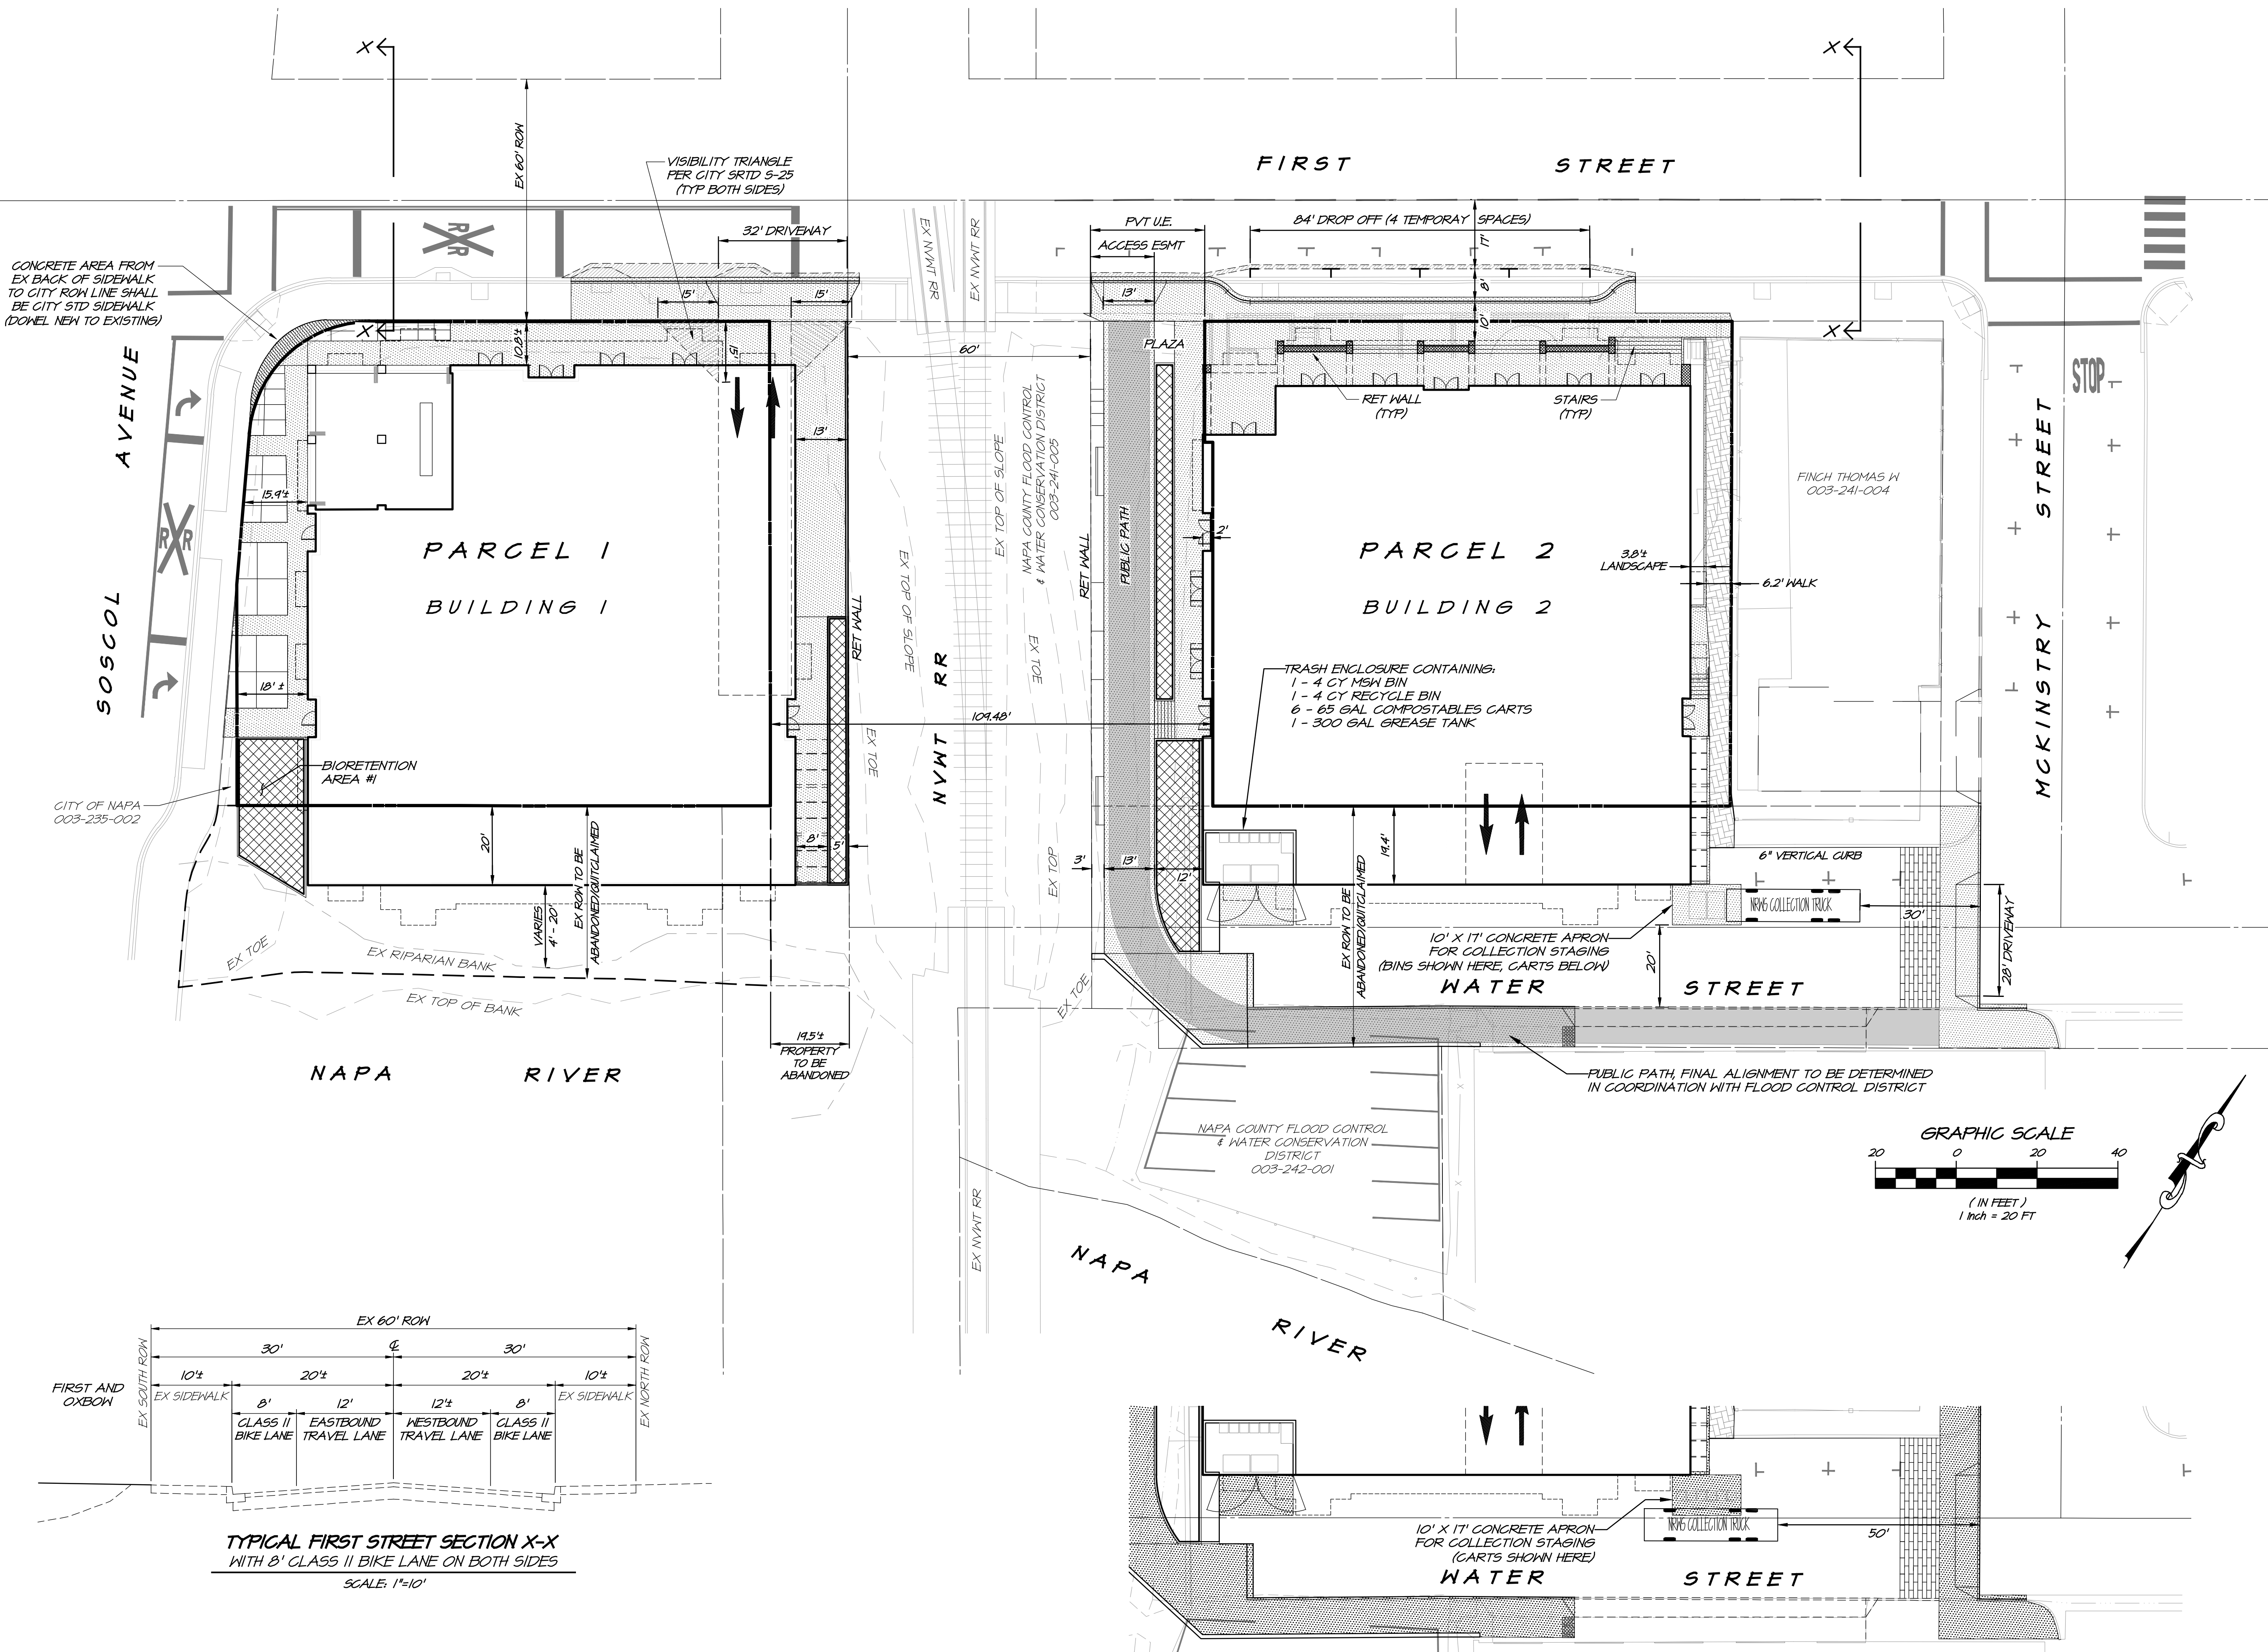 X
X
FIRST STREET
EX 60' ROW
VISIBILITY TRIANGLE
PER CITY SRTD S-25
(TYP BOTH SIDES)
32' DRIVEWAY
EX NVWT RR
EX NVWT RR
PVT U.E.
ACCESS ESMT
84' DROP OFF (4 TEMPORAY SPACES)
17'
8'
10'
13'
R R
CONCRETE AREA FROM
EX BACK OF SIDEWALK
TO CITY ROW LINE SHALL
BE CITY STD SIDEWALK
(DOWEL NEW TO EXISTING)
X
X
15'
15'
15'
10.8'±
60'
PLAZA
RET WALL
(TYP)
STAIRS
(TYP)
STOP
SOSCOL AVENUE
R R
13'
15.9'±
18' ±
PARCEL 1
BUILDING 1
RET WALL
EX TOP OF SLOPE
EX TOE
NVWT RR
EX TOP OF SLOPE
NAPA COUNTY FLOOD CONTROL
& WATER CONSERVATION DISTRICT
003-241-005
EX TOE
EX TOP
RET WALL
PUBLIC PATH
2'
PARCEL 2
BUILDING 2
3.8'±
LANDSCAPE
6.2' WALK
FINCH THOMAS W
003-241-004
MCKINSTRY STREET
TRASH ENCLOSURE CONTAINING:
1 - 4 CY MSW BIN
1 - 4 CY RECYCLE BIN
6 - 65 GAL COMPOSTABLES CARTS
1 - 300 GAL GREASE TANK
109.48'
BIORETENTION
AREA #1
1
CITY OF NAPA
003-235-002
20'
EX ROW TO BE
ABANDONED/QUITCLAIMED
8'
5'
3'
13'
12'
EX ROW TO BE
ABANDONED/QUITCLAIMED
19.4'
6" VERTICAL CURB
NRWS COLLECTION TRUCK
30'
28' DRIVEWAY
VARIES
4' - 20'
EX TOE
EX RIPARIAN BANK
EX TOP OF BANK
EX TOE
10' X 17' CONCRETE APRON
FOR COLLECTION STAGING
(BINS SHOWN HERE, CARTS BELOW)
20'
WATER STREET
19.5'±
PROPERTY
TO BE
ABANDONED
NAPA RIVER
PUBLIC PATH, FINAL ALIGNMENT TO BE DETERMINED
IN COORDINATION WITH FLOOD CONTROL DISTRICT
NAPA COUNTY FLOOD CONTROL
& WATER CONSERVATION
DISTRICT
003-242-001
EX NVWT RR
NAPA RIVER
GRAPHIC SCALE
20 0 20 40
( IN FEET )
1 Inch = 20 FT
EX 60' ROW
30' ℄ 30'
10'± 20'± 20'± 10'±
EX SOUTH ROW
EX NORTH ROW
FIRST AND
OXBOW
EX SIDEWALK
EX SIDEWALK
8' 12' 12'± 8'
CLASS II
BIKE LANE
EASTBOUND
TRAVEL LANE
WESTBOUND
TRAVEL LANE
CLASS II
BIKE LANE
TYPICAL FIRST STREET SECTION X-X
WITH 8' CLASS II BIKE LANE ON BOTH SIDES
SCALE: 1"=10'
10' X 17' CONCRETE APRON
FOR COLLECTION STAGING
(CARTS SHOWN HERE)
NRWS COLLECTION TRUCK
50'
WATER STREET